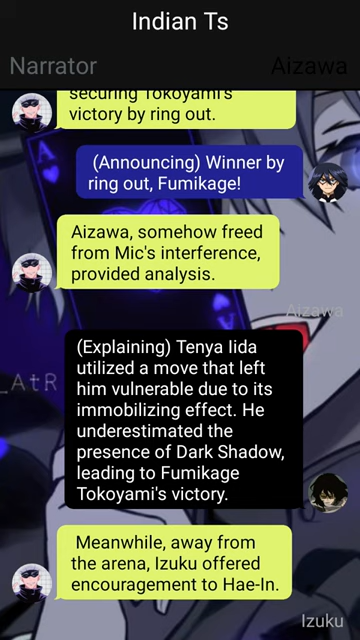 Indian Ts
Narrator
Aizawa
securing Tokoyami's
victory by ring out.
(Announcing) Winner by
ring out, Fumikage!
Aizawa, somehow freed
from Mic's interference,
provided analysis.
Aizawa
(Explaining) Tenya Iida
utilized a move that left
him vulnerable due to its
immobilizing effect. He
underestimated the
presence of Dark Shadow,
leading to Fumikage
Tokoyami's victory.
_AtR
Meanwhile, away from
the arena, Izuku offered
encouragement to Hae-In.
Izuku
A
A